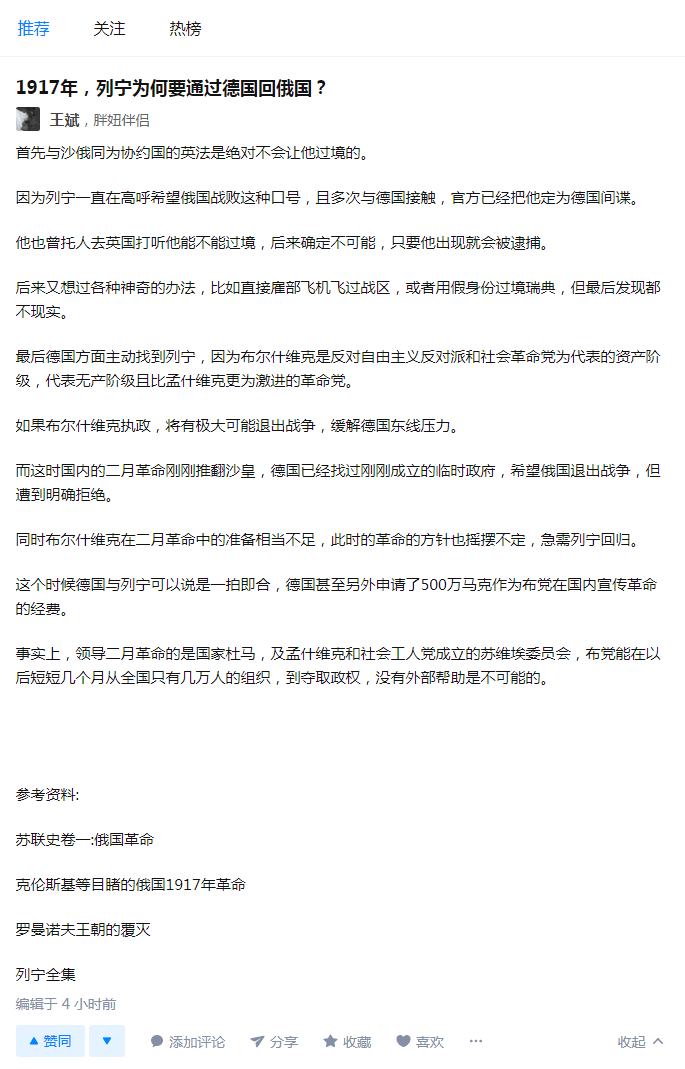 推荐 关注 热榜
1917年，列宁为何要通过德国回俄国？
王斌，胖妞伴侣
首先与沙俄同为协约国的英法是绝对不会让他过境的。
因为列宁一直在高呼希望俄国战败这种口号，且多次与德国接触，官方已经把他定为德国间谍。
他也曾托人去英国打听他能不能过境，后来确定不可能，只要他出现就会被逮捕。
后来又想过各种神奇的办法，比如直接雇部飞机飞过战区，或者用假身份过境瑞典，但最后发现都
不现实。
最后德国方面主动找到列宁，因为布尔什维克是反对自由主义反对派和社会革命党为代表的资产阶
级，代表无产阶级且比孟什维克更为激进的革命党。
如果布尔什维克执政，将有极大可能退出战争，缓解德国东线压力。
而这时国内的二月革命刚刚推翻沙皇，德国已经找过刚刚成立的临时政府，希望俄国退出战争，但
遭到明确拒绝。
同时布尔什维克在二月革命中的准备相当不足，此时的革命的方针也摇摆不定，急需列宁回归。
这个时候德国与列宁可以说是一拍即合，德国甚至另外申请了500万马克作为布党在国内宣传革命
的经费。
事实上，领导二月革命的是国家杜马，及孟什维克和社会工人党成立的苏维埃委员会，布党能在以
后短短几个月从全国只有几万人的组织，到夺取政权，没有外部帮助是不可能的。
参考资料:
苏联史卷一:俄国革命
克伦斯基等目睹的俄国1917年革命
罗曼诺夫王朝的覆灭
列宁全集
编辑于 4 小时前
赞同 添加评论 分享 收藏 喜欢 收起